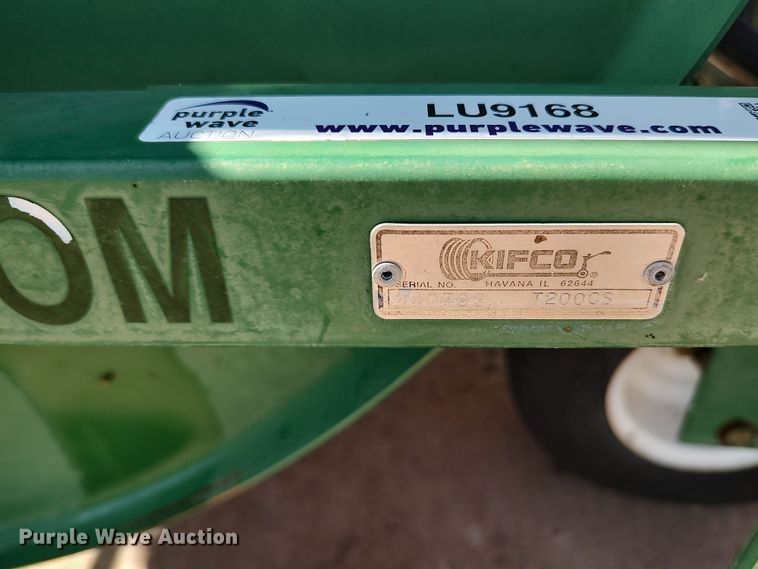 purple
wave
AUCTION
LU9168
www.purplewave.com
OM
KIFCO
SERIAL NO. HAVANA IL 62644
T200CS
Purple Wave Auction